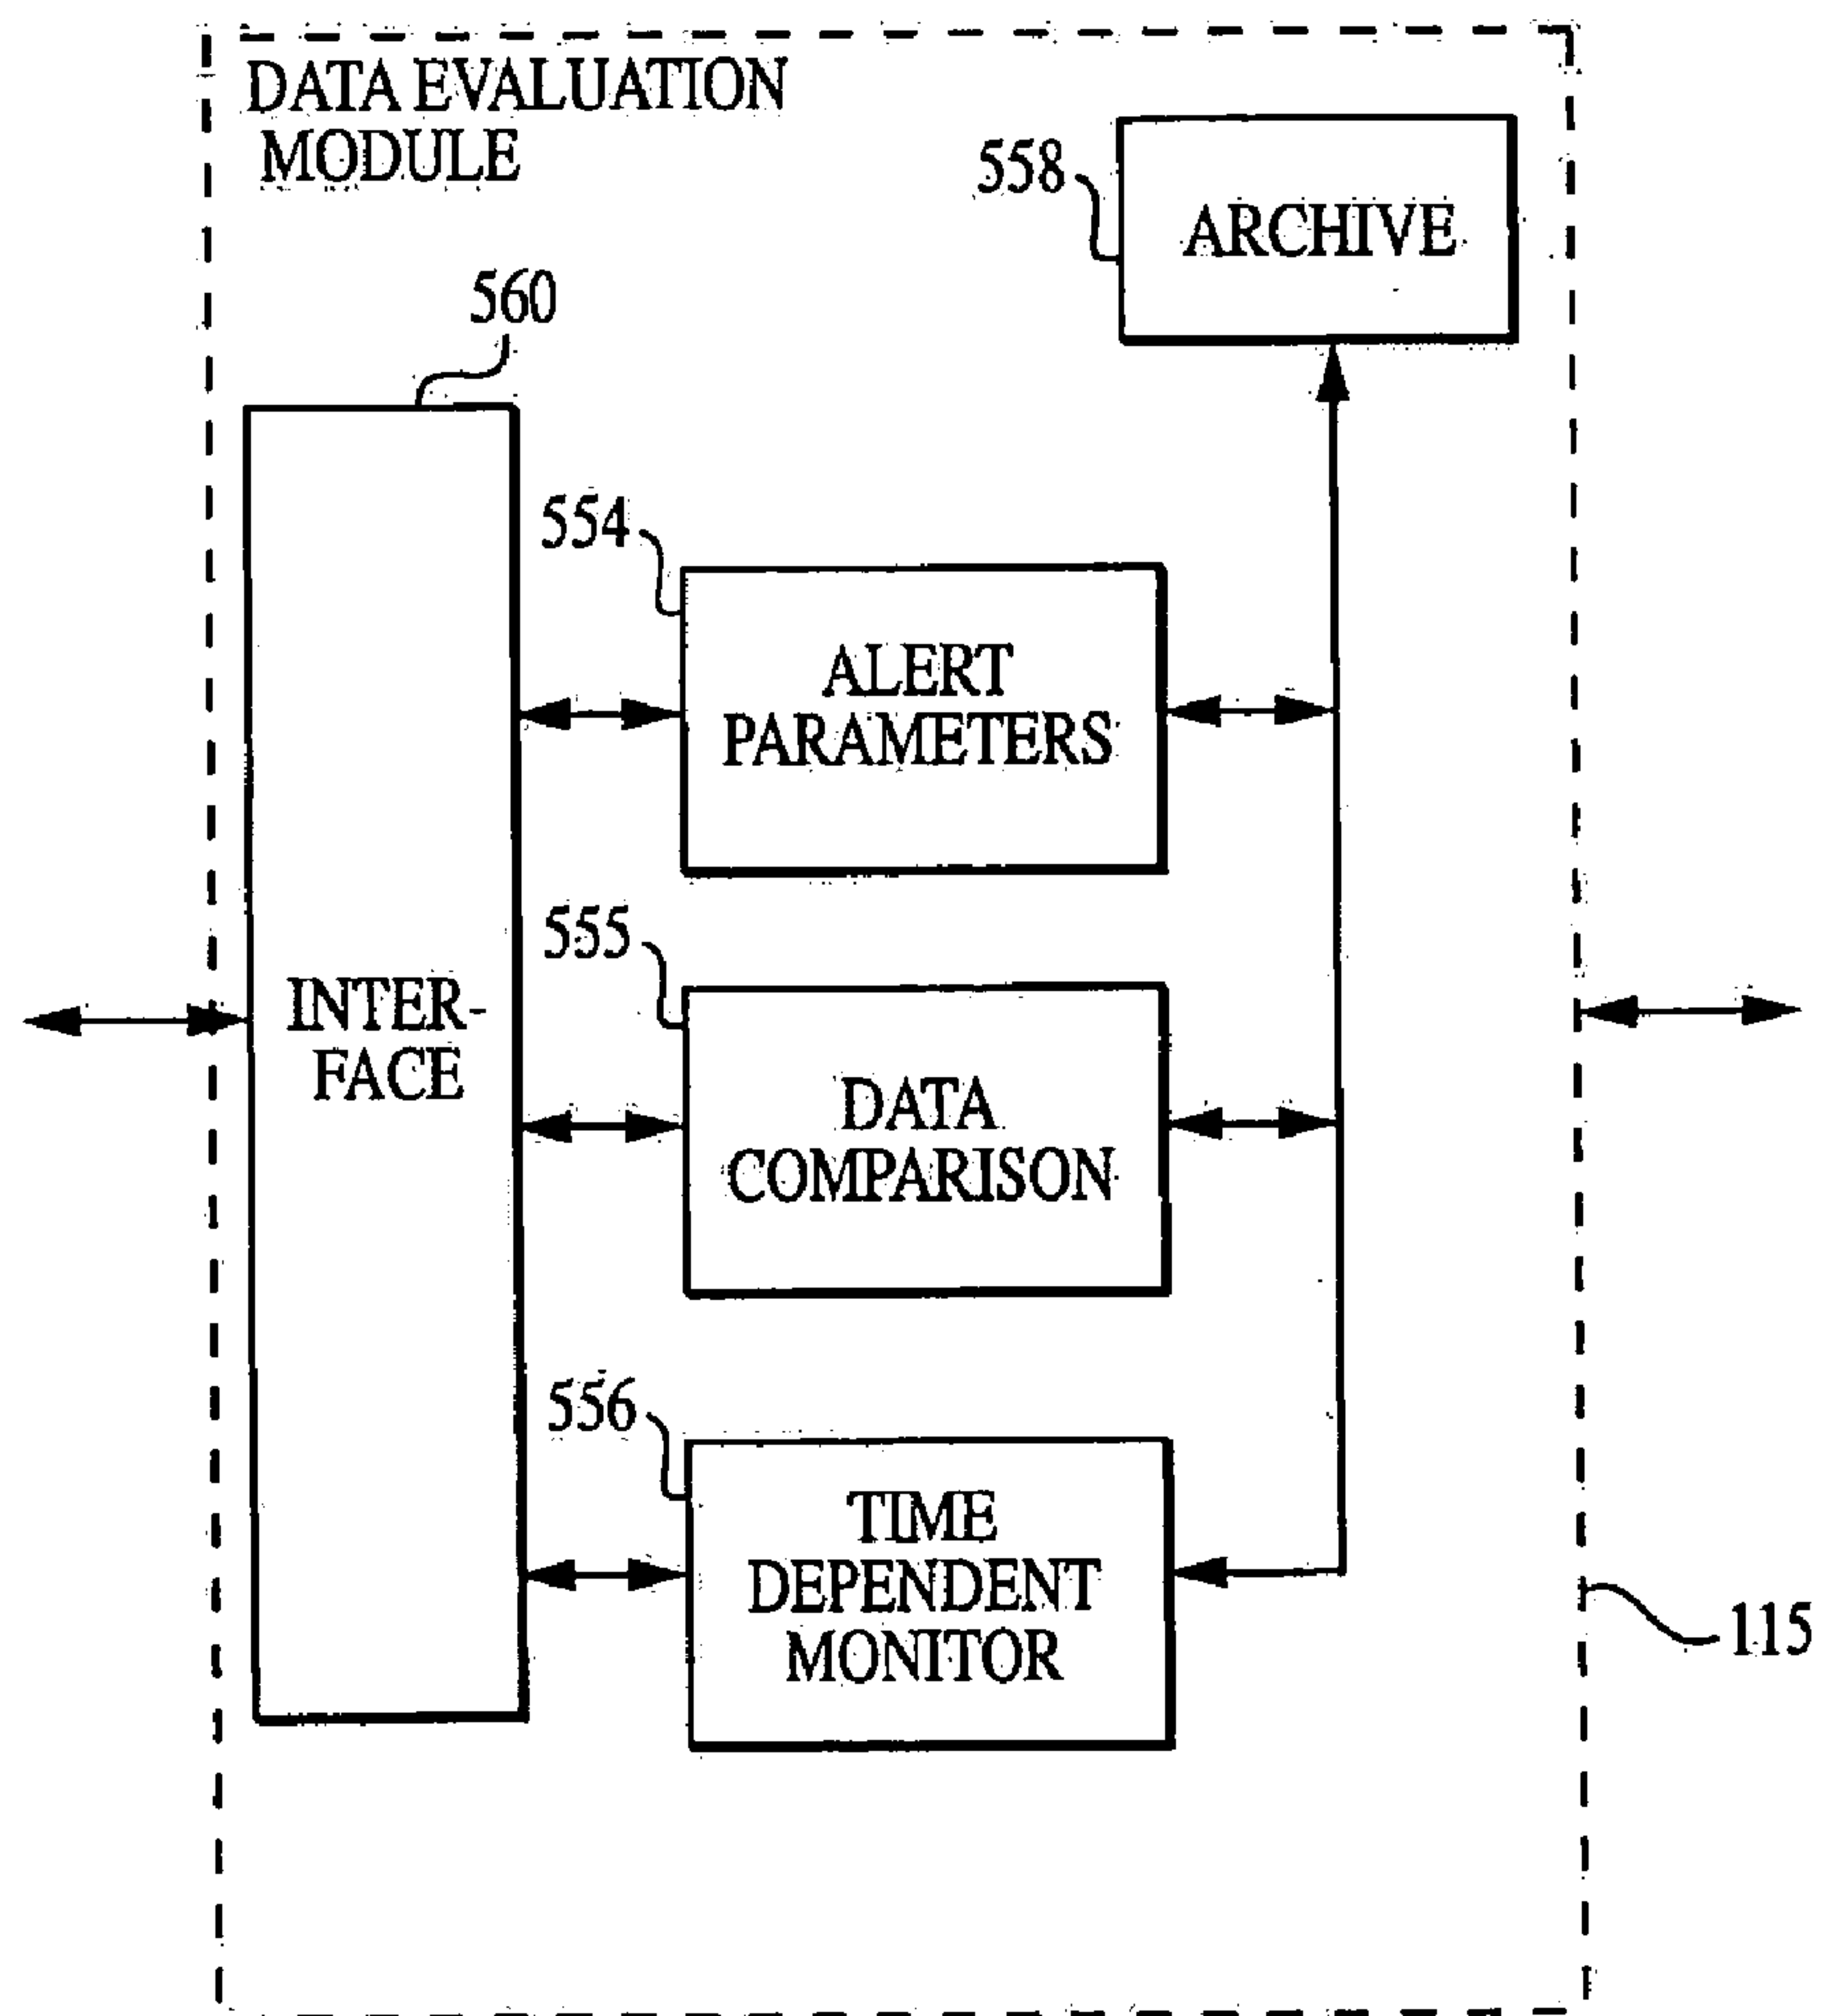 DATA EVALUATION
MODULE
558
ARCHIVE
560
554
ALERT
PARAMETERS
555
INTER-
FACE
DATA
COMPARISON
556
TIME
DEPENDENT
MONITOR
115